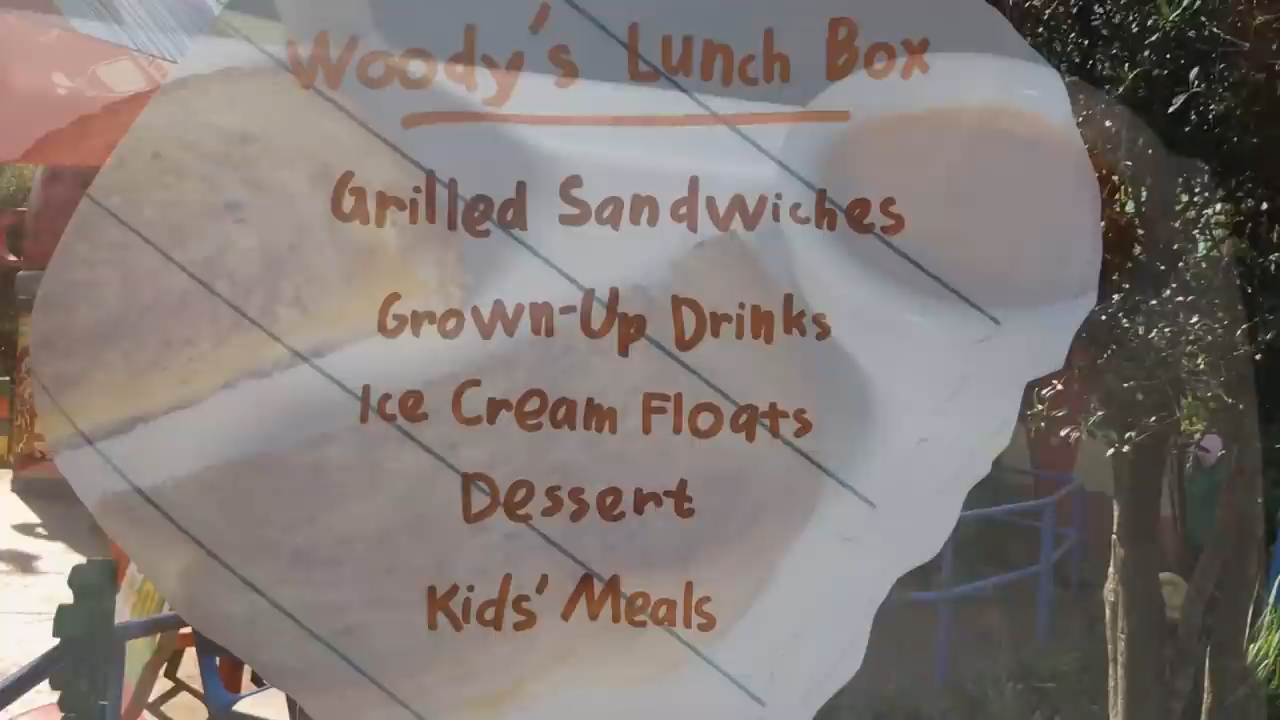 Woody's Lunch Box
Grilled Sandwiches
Grown-Up Drinks
Ice Cream Floats
Dessert
Kids' Meals